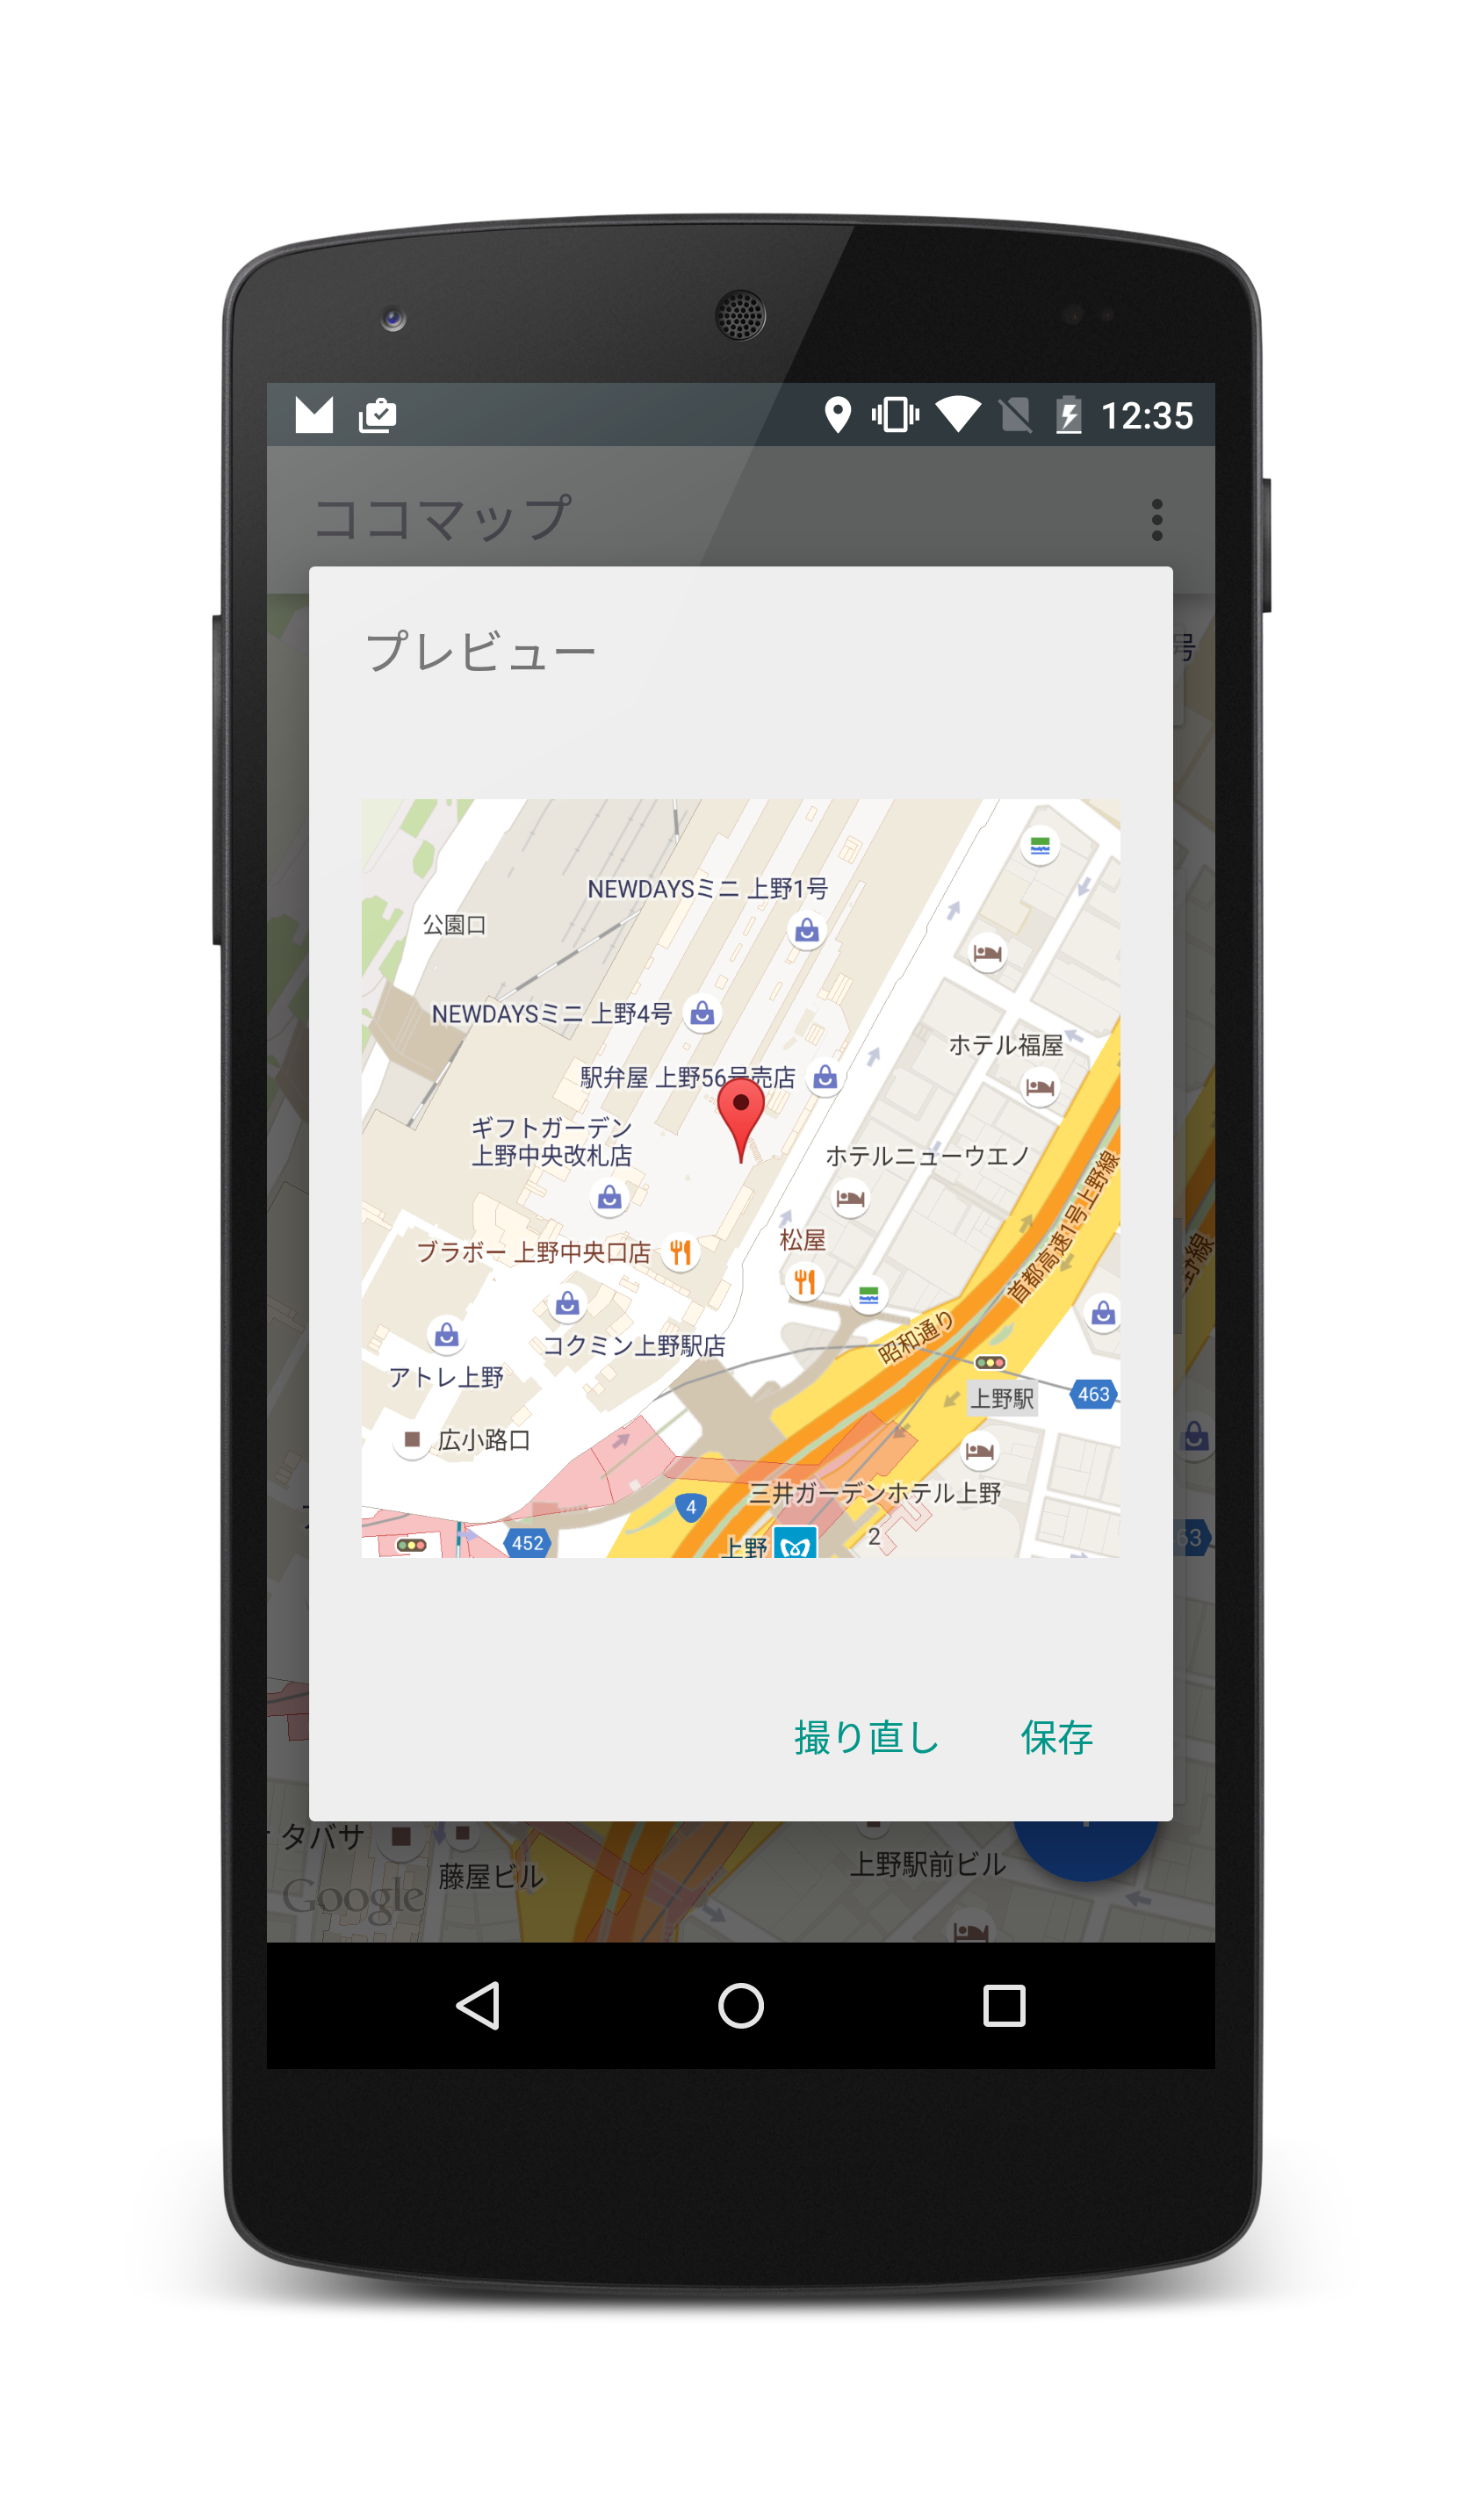 12:35
ココマップ
号
プレビュー
NEWDAYSミニ 上野1号
公園口
NEWDAYSミニ 上野4号
ホテル福屋
駅弁屋 上野56号売店
ギフトガーデン
上野中央改札店
ホテルニューウエノ
首都高速1号上野線
ブラボー 上野中央口店
松屋
野線
昭和通り
コクミン上野駅店
アトレ上野
上野駅
463
広小路口
三井ガーデンホテル上野
4
2
上野
452
63
撮り直し
保存
タバサ
藤屋ビル
上野駅前ビル
Google